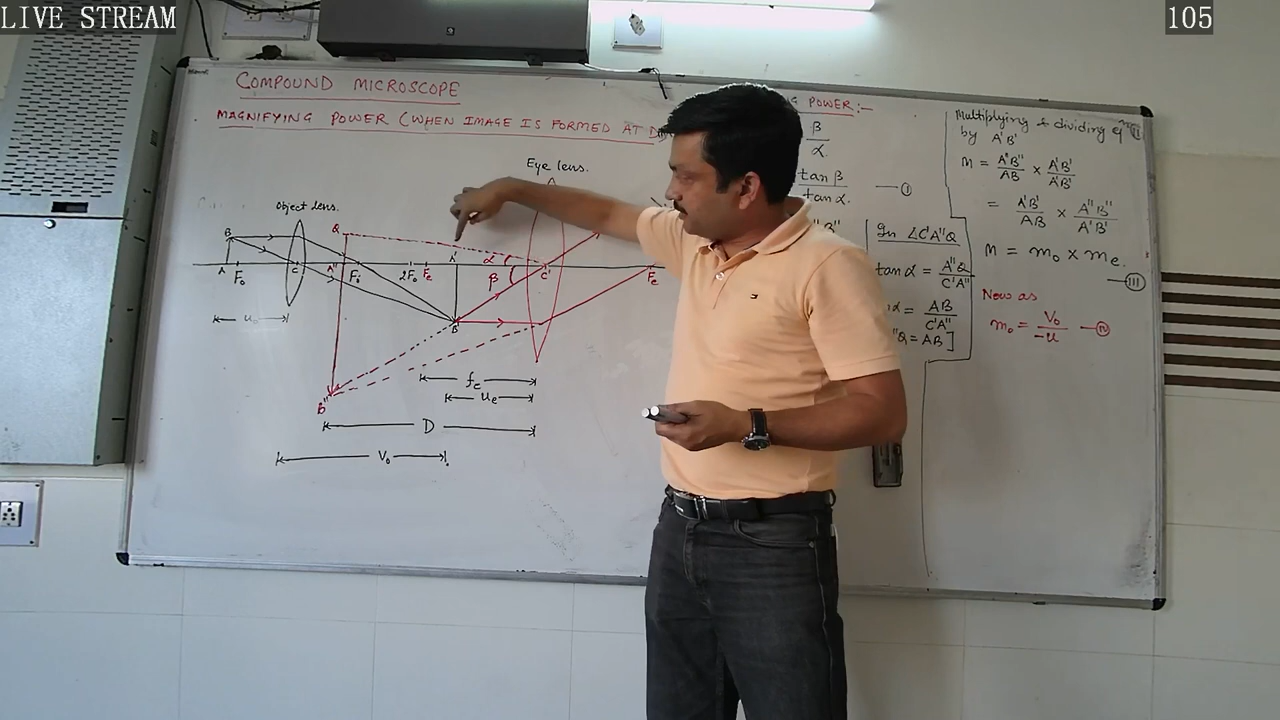 LIVE STREAM
105
COMPOUND MICROSCOPE
MAGNIFYING POWER (WHEN IMAGE IS FORMED AT D
G POWER:-
β
α
tan β
tan α. — (I)
"B"
Eye lens.
Object lens.
B
A
F₀
C
Q
A"
F₀
2F₀
Fe
A'
α
β
C'
Fe
B'
B"
u₀
fe
ue
D
V₀
In ∠C'A"Q
tan α = A"Q / C'A"
α = AB / C'A"
"Q = AB ]
Multiplying & dividing eqⁿ
by A'B'
M = A"B"/AB × A'B'/A'B'
= A'B'/AB × A"B"/A'B'
M = m₀ × me — (III)
Now as
m₀ = V₀/-u — (IV)